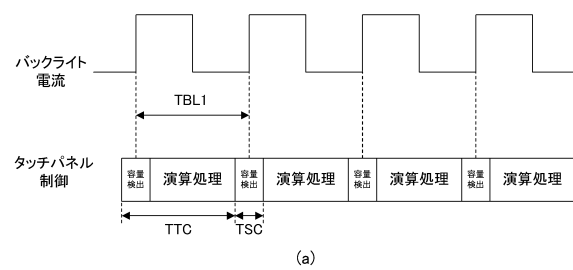 バックライト
電流
TBL1
タッチパネル
制御
容量
検出
演算処理
容量
検出
演算処理
容量
検出
演算処理
容量
検出
演算処理
TTC
TSC
(a)